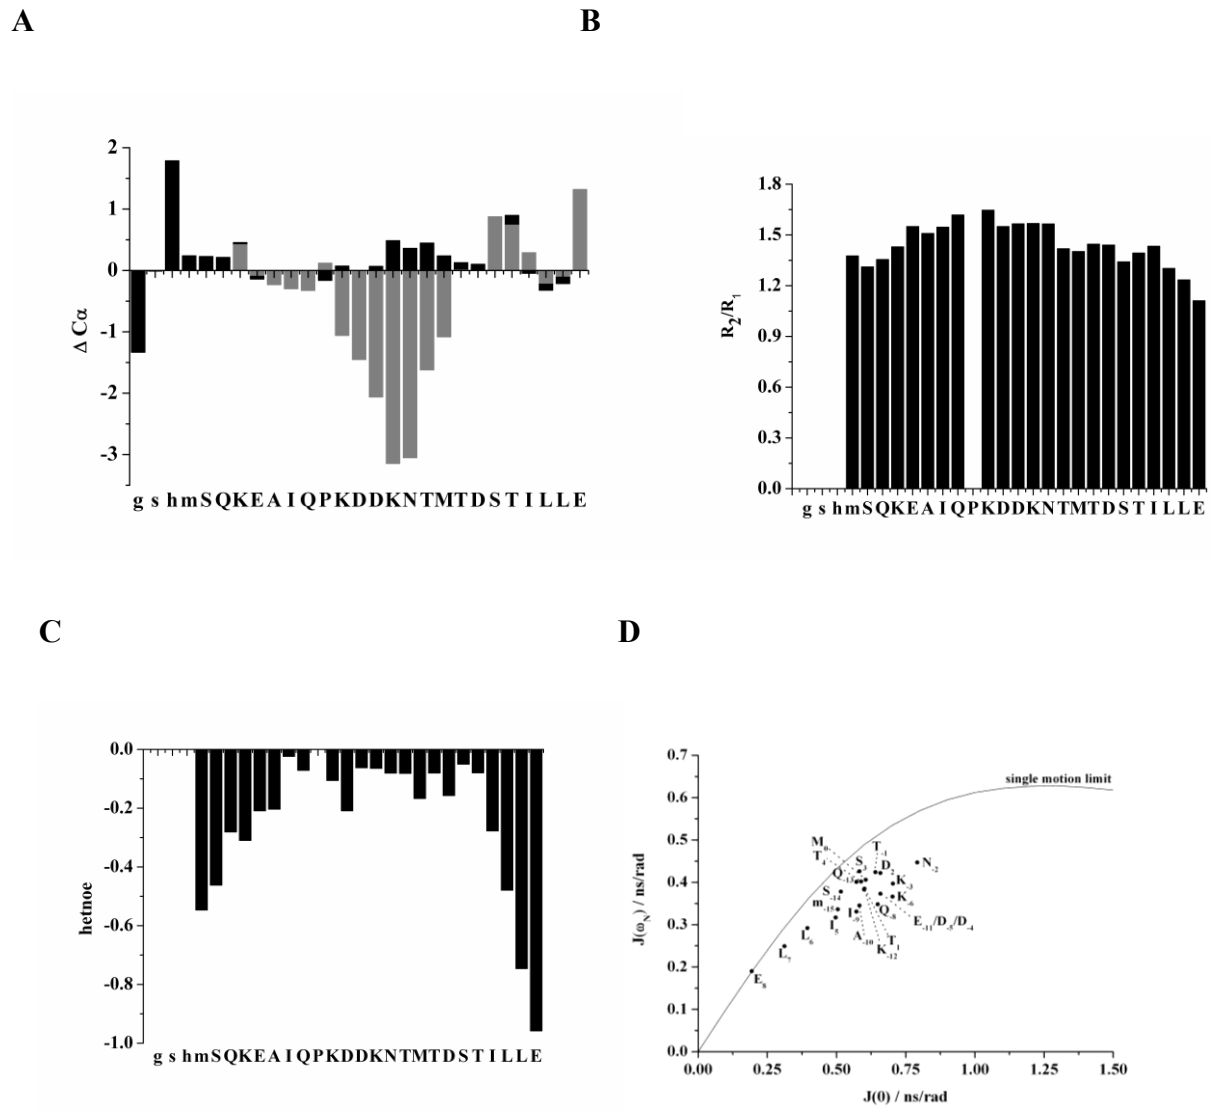 A
B
2
1
0
-1
-2
-3
Δ Cα
g s h m S Q K E A I Q P K D D K N T M T D S T I L L E
1.8
1.5
1.2
0.9
0.6
0.3
0.0
R2/R1
g s h m S Q K E A I Q P K D D K N T M T D S T I L L E
C
D
0.0
-0.2
-0.4
-0.6
-0.8
-1.0
hetnoe
g s h m S Q K E A I Q P K D D K N T M T D S T I L L E
0.7
0.6
0.5
0.4
0.3
0.2
0.1
0.0
J(ωN) / ns/rad
single motion limit
M0
T4
S3
T-1
D2
N-2
Q-13
K-3
S-14
K-6
m-15
I-9
Q-8
E-11/D-5/D-4
I5
A-10
T1
K-12
L6
L7
E8
0.00 0.25 0.50 0.75 1.00 1.25 1.50
J(0) / ns/rad